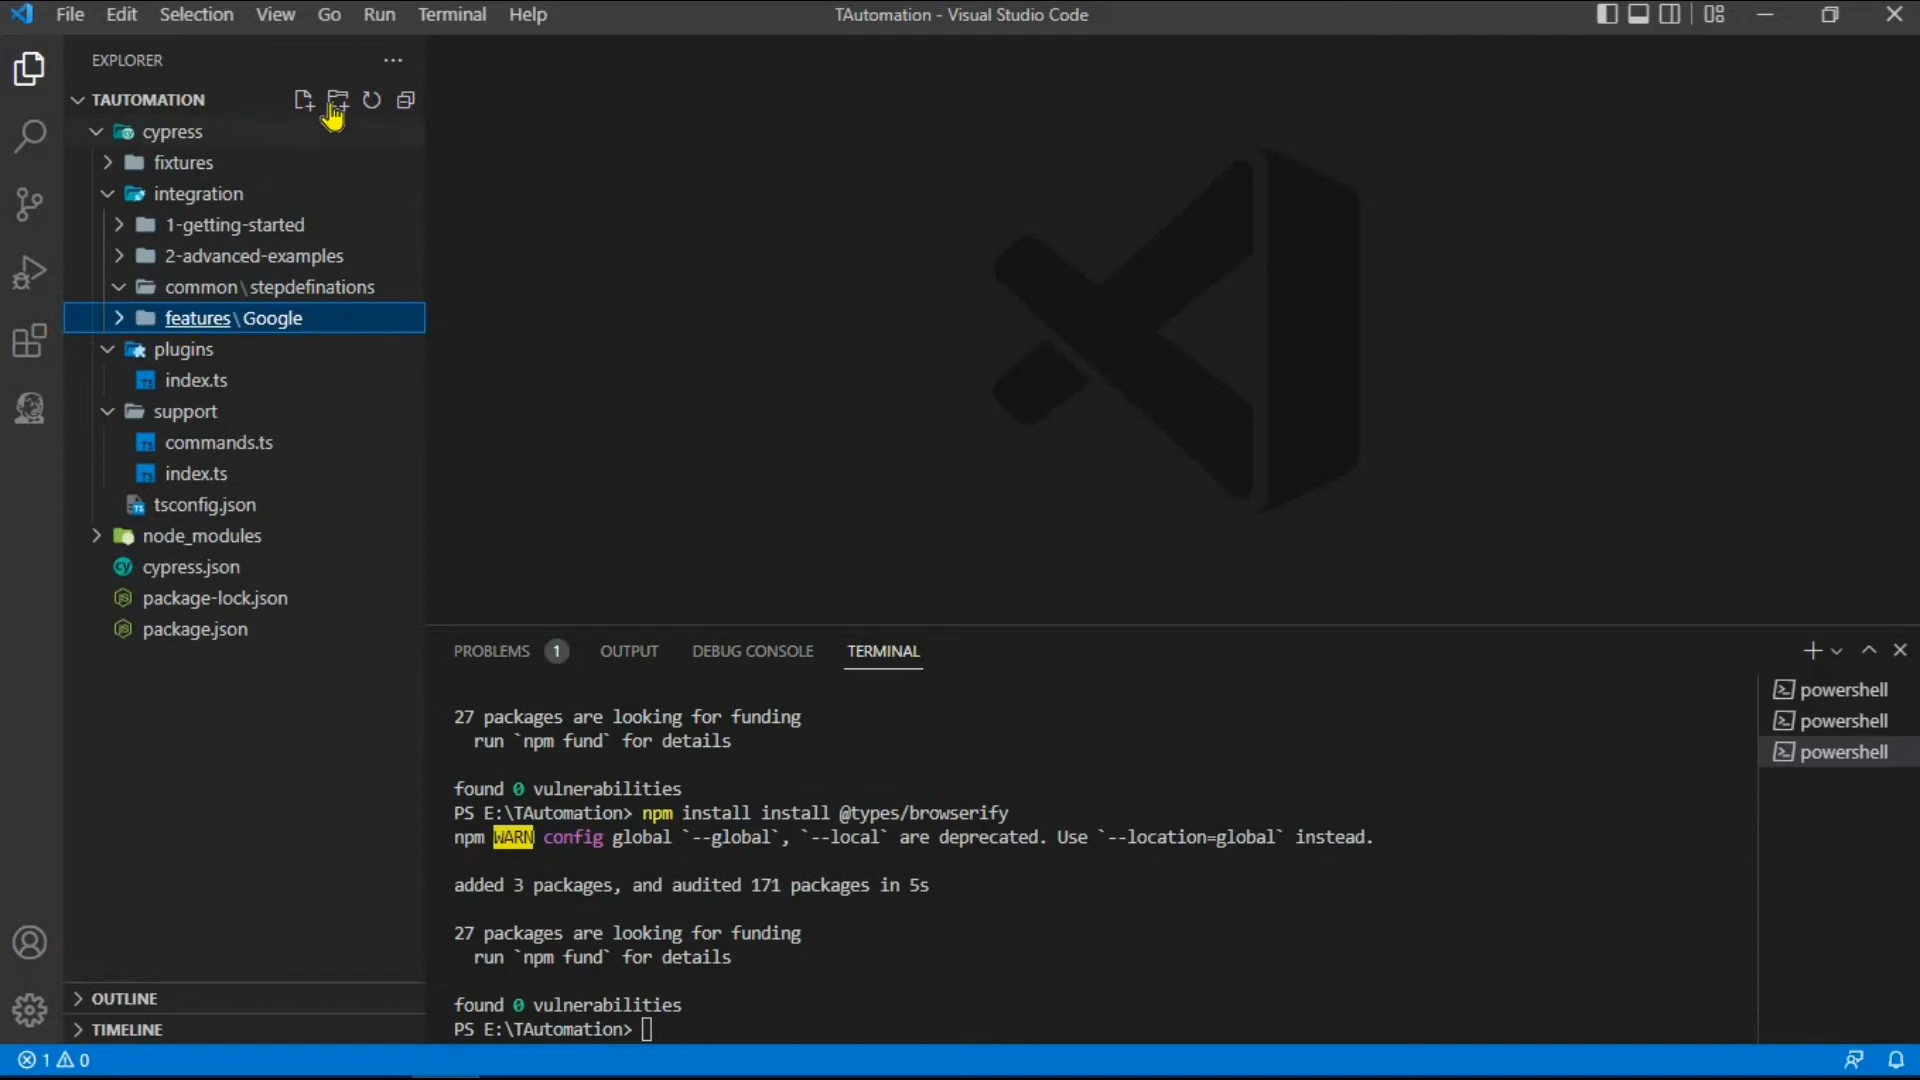 File Edit Selection View Go Run Terminal Help
TAutomation - Visual Studio Code
EXPLORER
TAUTOMATION
cypress
fixtures
integration
1-getting-started
2-advanced-examples
common\stepdefinations
features\Google
plugins
index.ts
support
commands.ts
index.ts
tsconfig.json
node_modules
cypress.json
package-lock.json
package.json
OUTLINE
TIMELINE
PROBLEMS 1 OUTPUT DEBUG CONSOLE TERMINAL
27 packages are looking for funding
run `npm fund` for details
found 0 vulnerabilities
PS E:\TAutomation> npm install install @types/browserify
npm WARN config global `--global`, `--local` are deprecated. Use `--location=global` instead.
added 3 packages, and audited 171 packages in 5s
27 packages are looking for funding
run `npm fund` for details
found 0 vulnerabilities
PS E:\TAutomation>
powershell
powershell
powershell
1 0